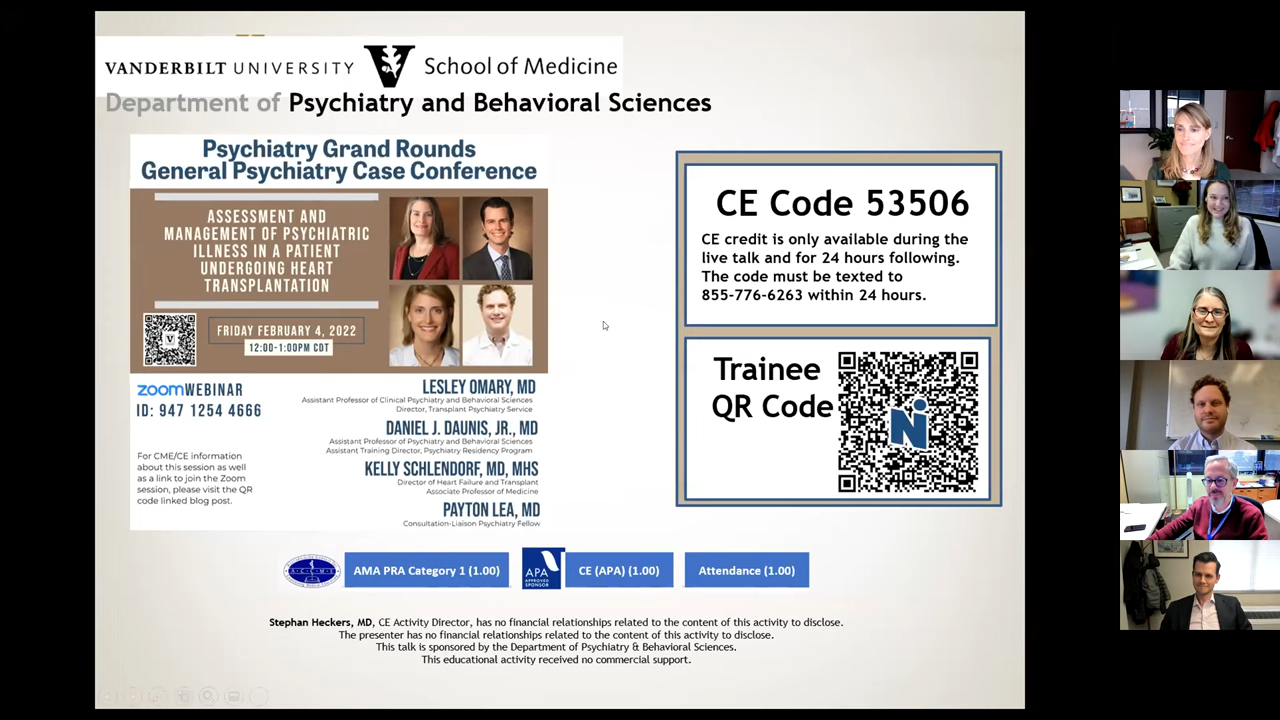 VANDERBILT UNIVERSITY V School of Medicine
Department of Psychiatry and Behavioral Sciences
Psychiatry Grand Rounds
General Psychiatry Case Conference
ASSESSMENT AND
MANAGEMENT OF PSYCHIATRIC
ILLNESS IN A PATIENT
UNDERGOING HEART
TRANSPLANTATION
FRIDAY FEBRUARY 4, 2022
12:00-1:00PM CDT
zoom WEBINAR
ID: 947 1254 4666
For CME/CE information
about this session as well
as a link to join the Zoom
session, please visit the QR
code linked blog post.
LESLEY OMARY, MD
Assistant Professor of Clinical Psychiatry and Behavioral Sciences
Director, Transplant Psychiatry Service
DANIEL J. DAUNIS, JR., MD
Assistant Professor of Psychiatry and Behavioral Sciences
Assistant Training Director, Psychiatry Residency Program
KELLY SCHLENDORF, MD, MHS
Director of Heart Failure and Transplant
Associate Professor of Medicine
PAYTON LEA, MD
Consultation-Liaison Psychiatry Fellow
CE Code 53506
CE credit is only available during the
live talk and for 24 hours following.
The code must be texted to
855-776-6263 within 24 hours.
Trainee
QR Code
N
ACCME
AMA PRA Category 1 (1.00)
APA
APPROVED
SPONSOR
CE (APA) (1.00)
Attendance (1.00)
Stephan Heckers, MD, CE Activity Director, has no financial relationships related to the content of this activity to disclose.
The presenter has no financial relationships related to the content of this activity to disclose.
This talk is sponsored by the Department of Psychiatry & Behavioral Sciences.
This educational activity received no commercial support.